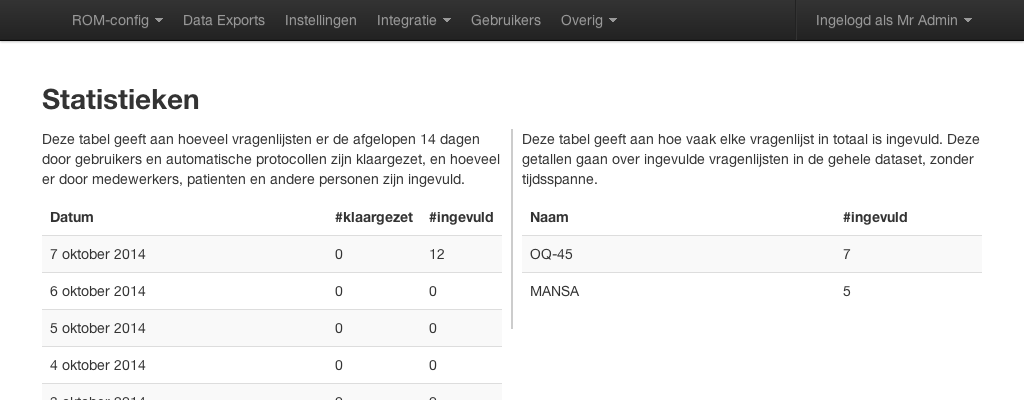 ROM-config Data Exports Instellingen Integratie Gebruikers Overig Ingelogd als Mr Admin
Statistieken
Deze tabel geeft aan hoeveel vragenlijsten er de afgelopen 14 dagen
door gebruikers en automatische protocollen zijn klaargezet, en hoeveel
er door medewerkers, patienten en andere personen zijn ingevuld.
Datum #klaargezet #ingevuld
7 oktober 2014 0 12
6 oktober 2014 0 0
5 oktober 2014 0 0
4 oktober 2014 0 0
3 oktober 2014 0 0
Deze tabel geeft aan hoe vaak elke vragenlijst in totaal is ingevuld. Deze
getallen gaan over ingevulde vragenlijsten in de gehele dataset, zonder
tijdsspanne.
Naam #ingevuld
OQ-45 7
MANSA 5